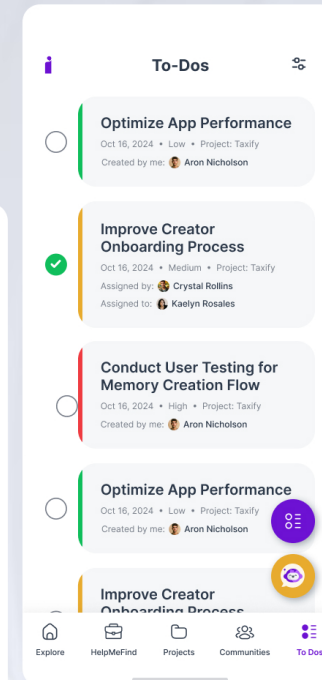 To-Dos
Optimize App Performance
Oct 16, 2024 • Low • Project: Taxify
Created by me: Aron Nicholson
Improve Creator
Onboarding Process
Oct 16, 2024 • Medium • Project: Taxify
Assigned by: Crystal Rollins
Assigned to: Kaelyn Rosales
Conduct User Testing for
Memory Creation Flow
Oct 16, 2024 • High • Project: Taxify
Created by me: Aron Nicholson
Optimize App Performance
Oct 16, 2024 • Low • Project: Taxify
Created by me: Aron Nicholson
Improve Creator
Onboarding Process
Explore HelpMeFind Projects Communities To Dos